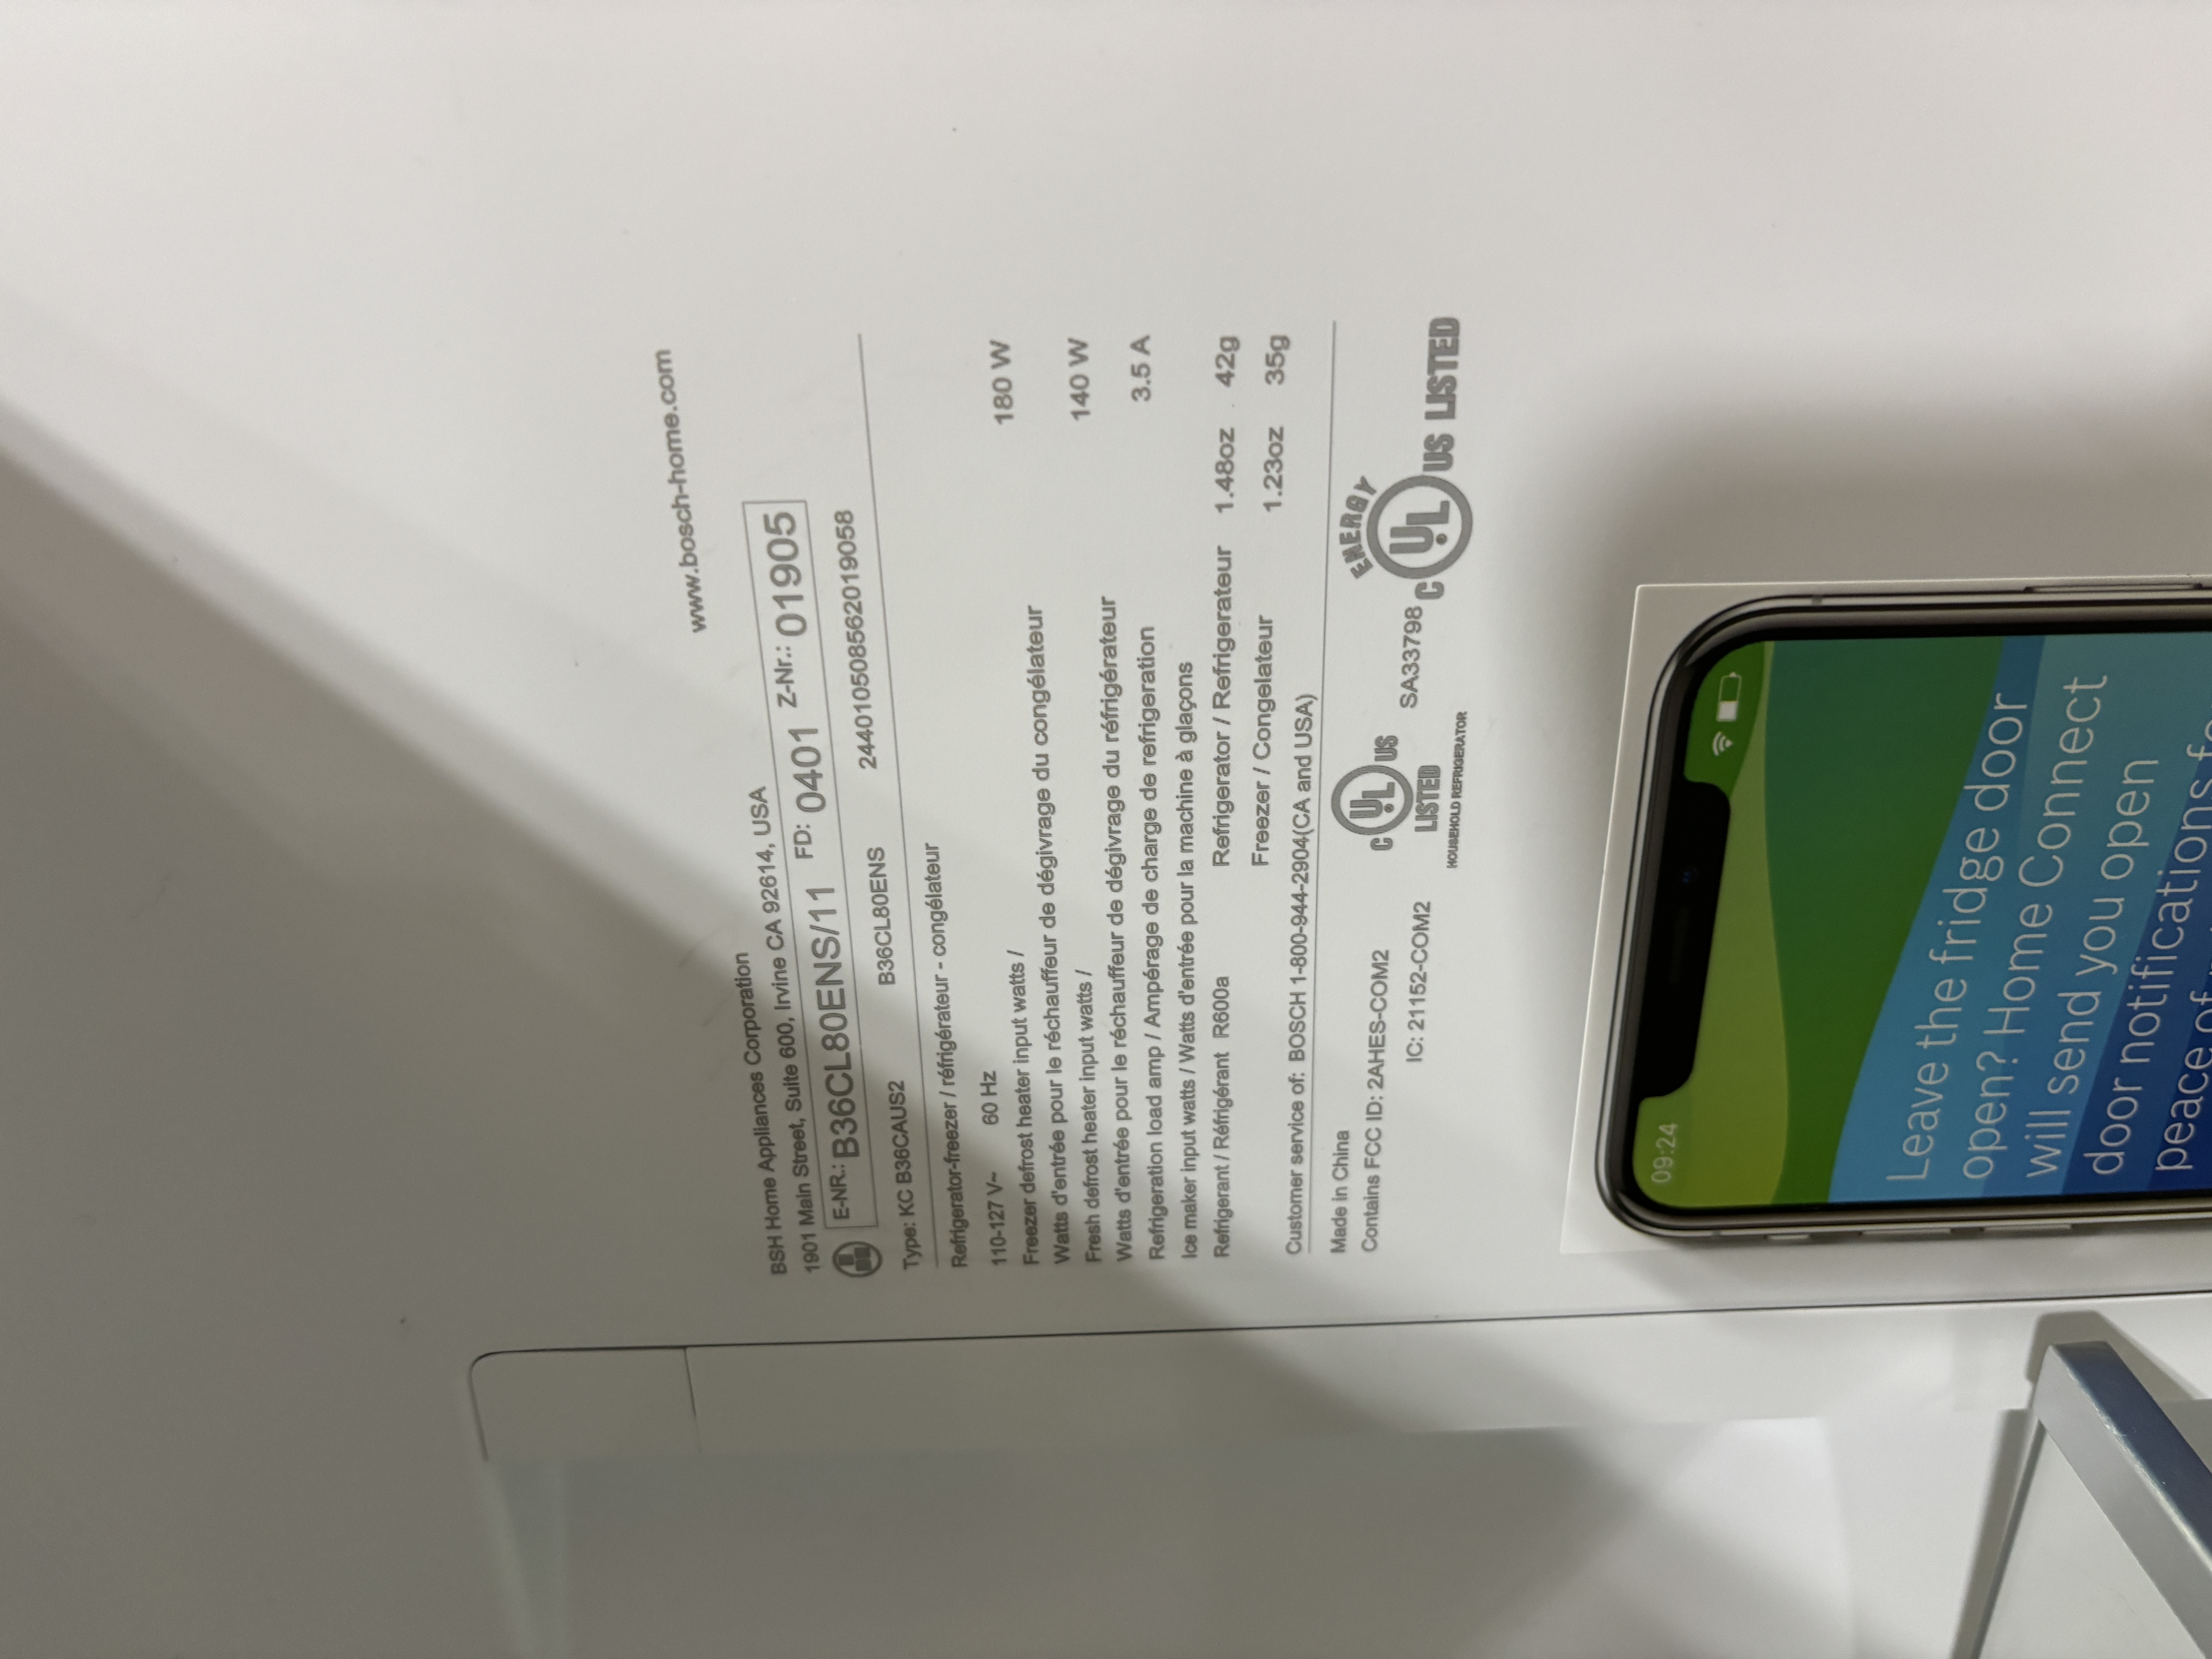 www.bosch-home.com
BSH Home Appliances Corporation
1901 Main Street, Suite 600, Irvine CA 92614, USA
E-NR.: B36CL80ENS/11 FD: 0401 Z-Nr.: 01905
Type: KC B36CAUS2 B36CL80ENS 244010508562019058
Refrigerator-freezer / réfrigérateur - congélateur
110-127 V~ 60 Hz
Freezer defrost heater input watts / 180 W
Watts d'entrée pour le réchauffeur de dégivrage du congélateur
Fresh defrost heater input watts / 140 W
Watts d'entrée pour le réchauffeur de dégivrage du réfrigérateur
Refrigeration load amp / Ampérage de charge de refrigeration 3.5 A
Ice maker input watts / Watts d'entrée pour la machine à glaçons
Refrigerant / Réfrigérant R600a Refrigerator / Refrigerateur 1.48oz 42g
Freezer / Congelateur 1.23oz 35g
Customer service of: BOSCH 1-800-944-2904(CA and USA)
Made in China
Contains FCC ID: 2AHES-COM2
IC: 21152-COM2
C UL US
LISTED
HOUSEHOLD REFRIGERATOR
SA33798
ENERGY
C UL US LISTED
09:24
Leave the fridge door
open? Home Connect
will send you open
door notifications
peace of